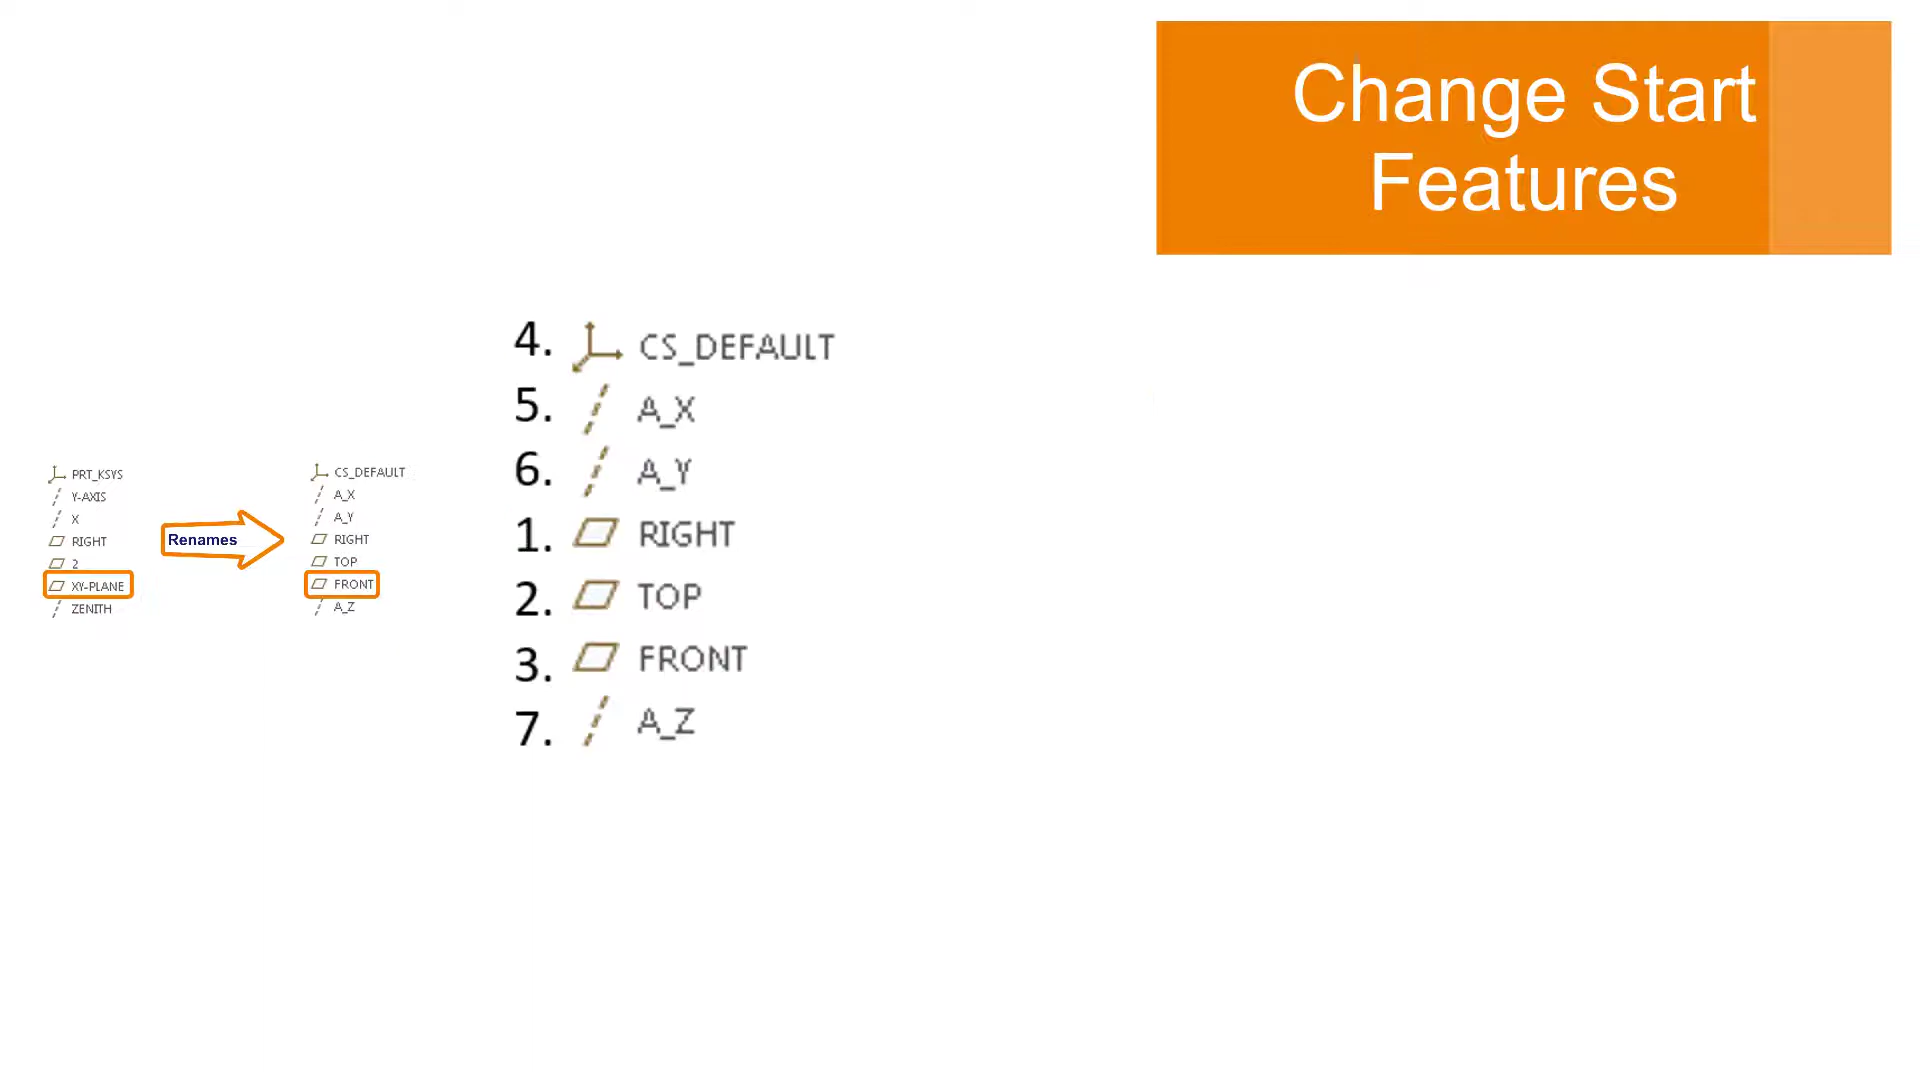 Change Start
Features
PRT_KSYS
Y-AXIS
X
RIGHT
2
XY-PLANE
ZENITH
Renames
CS_DEFAULT
A_X
A_Y
RIGHT
TOP
FRONT
A_Z
4. CS_DEFAULT
5. A_X
6. A_Y
1. RIGHT
2. TOP
3. FRONT
7. A_Z